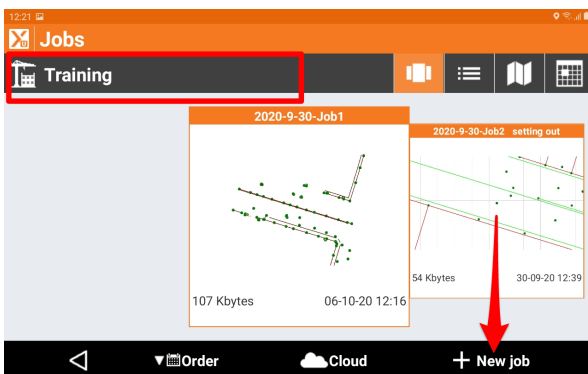 12:21
Jobs
Training
2020-9-30-Job1
2020-9-30-Job2 setting out
107 Kbytes 06-10-20 12:16
54 Kbytes 30-09-20 12:39
Order Cloud New job